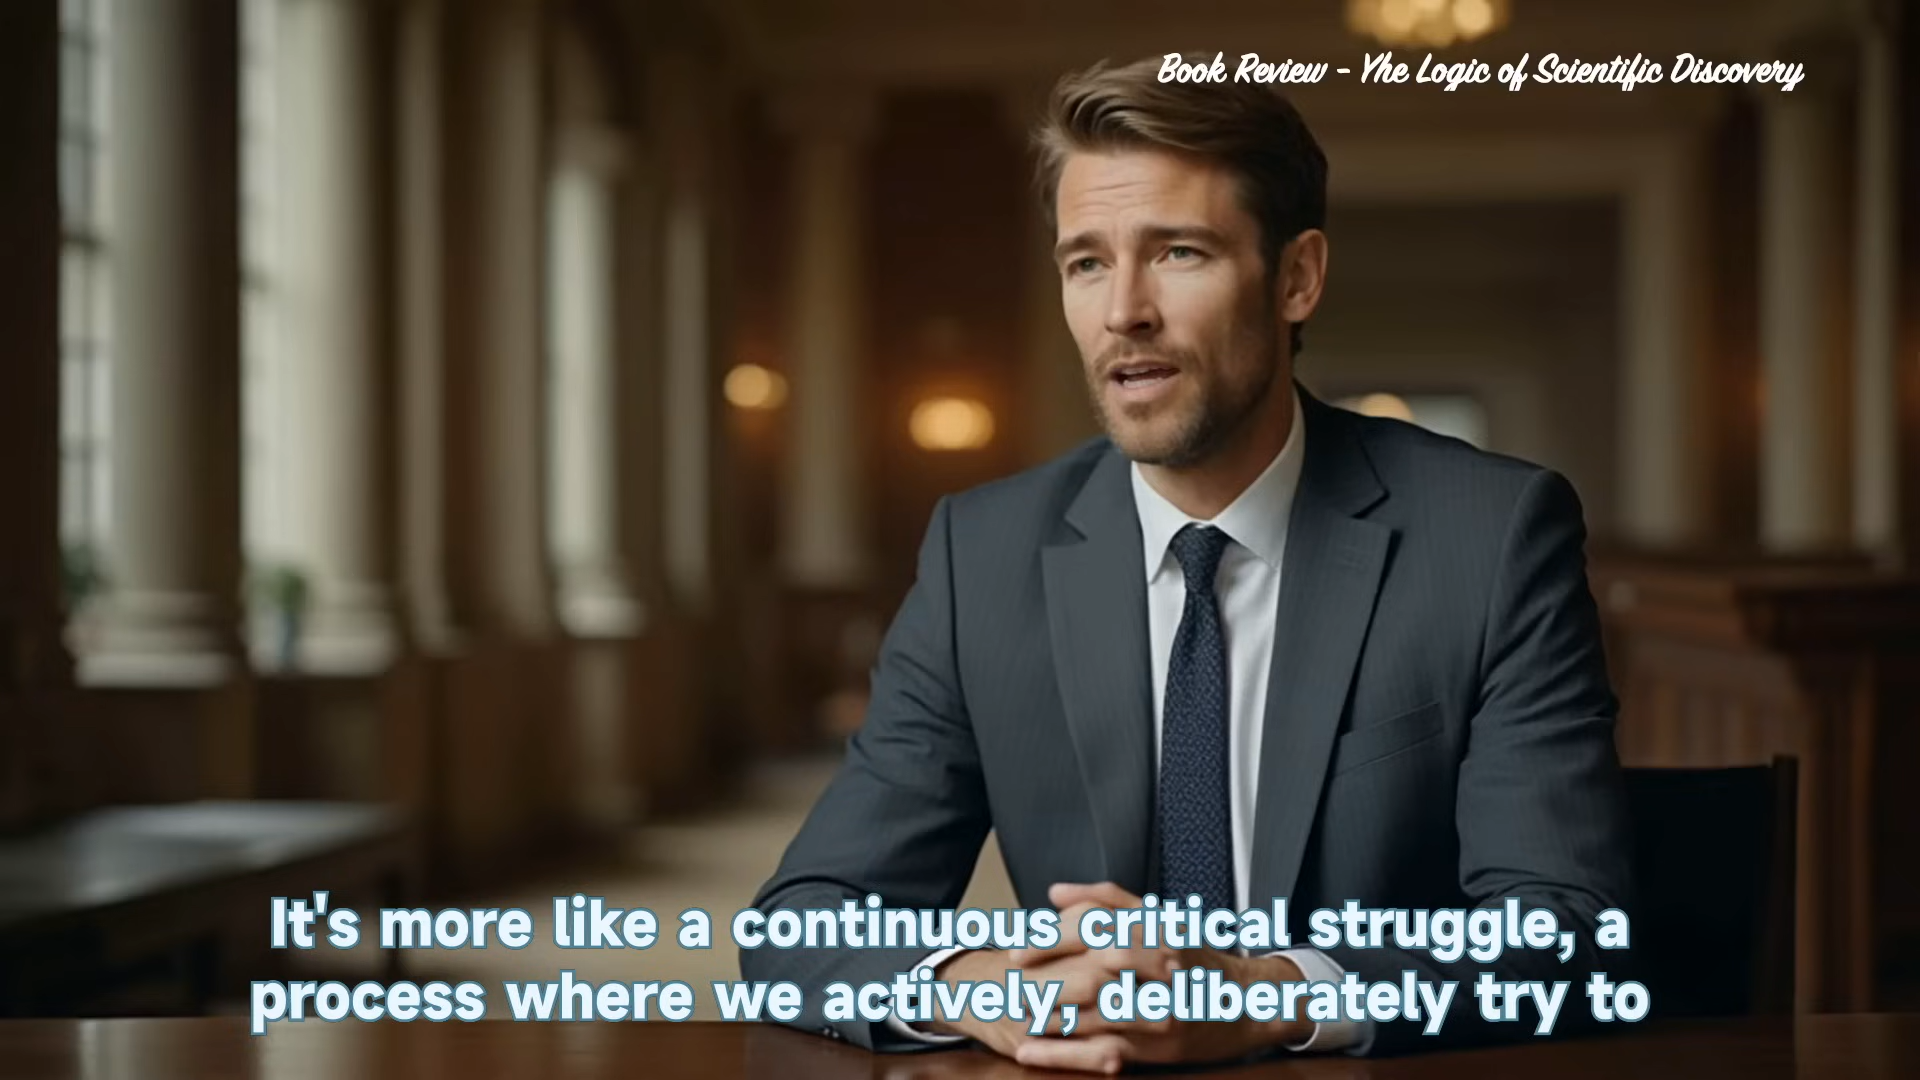 Book Review - The Logic of Scientific Discovery
It's more like a continuous critical struggle, a
process where we actively, deliberately try to